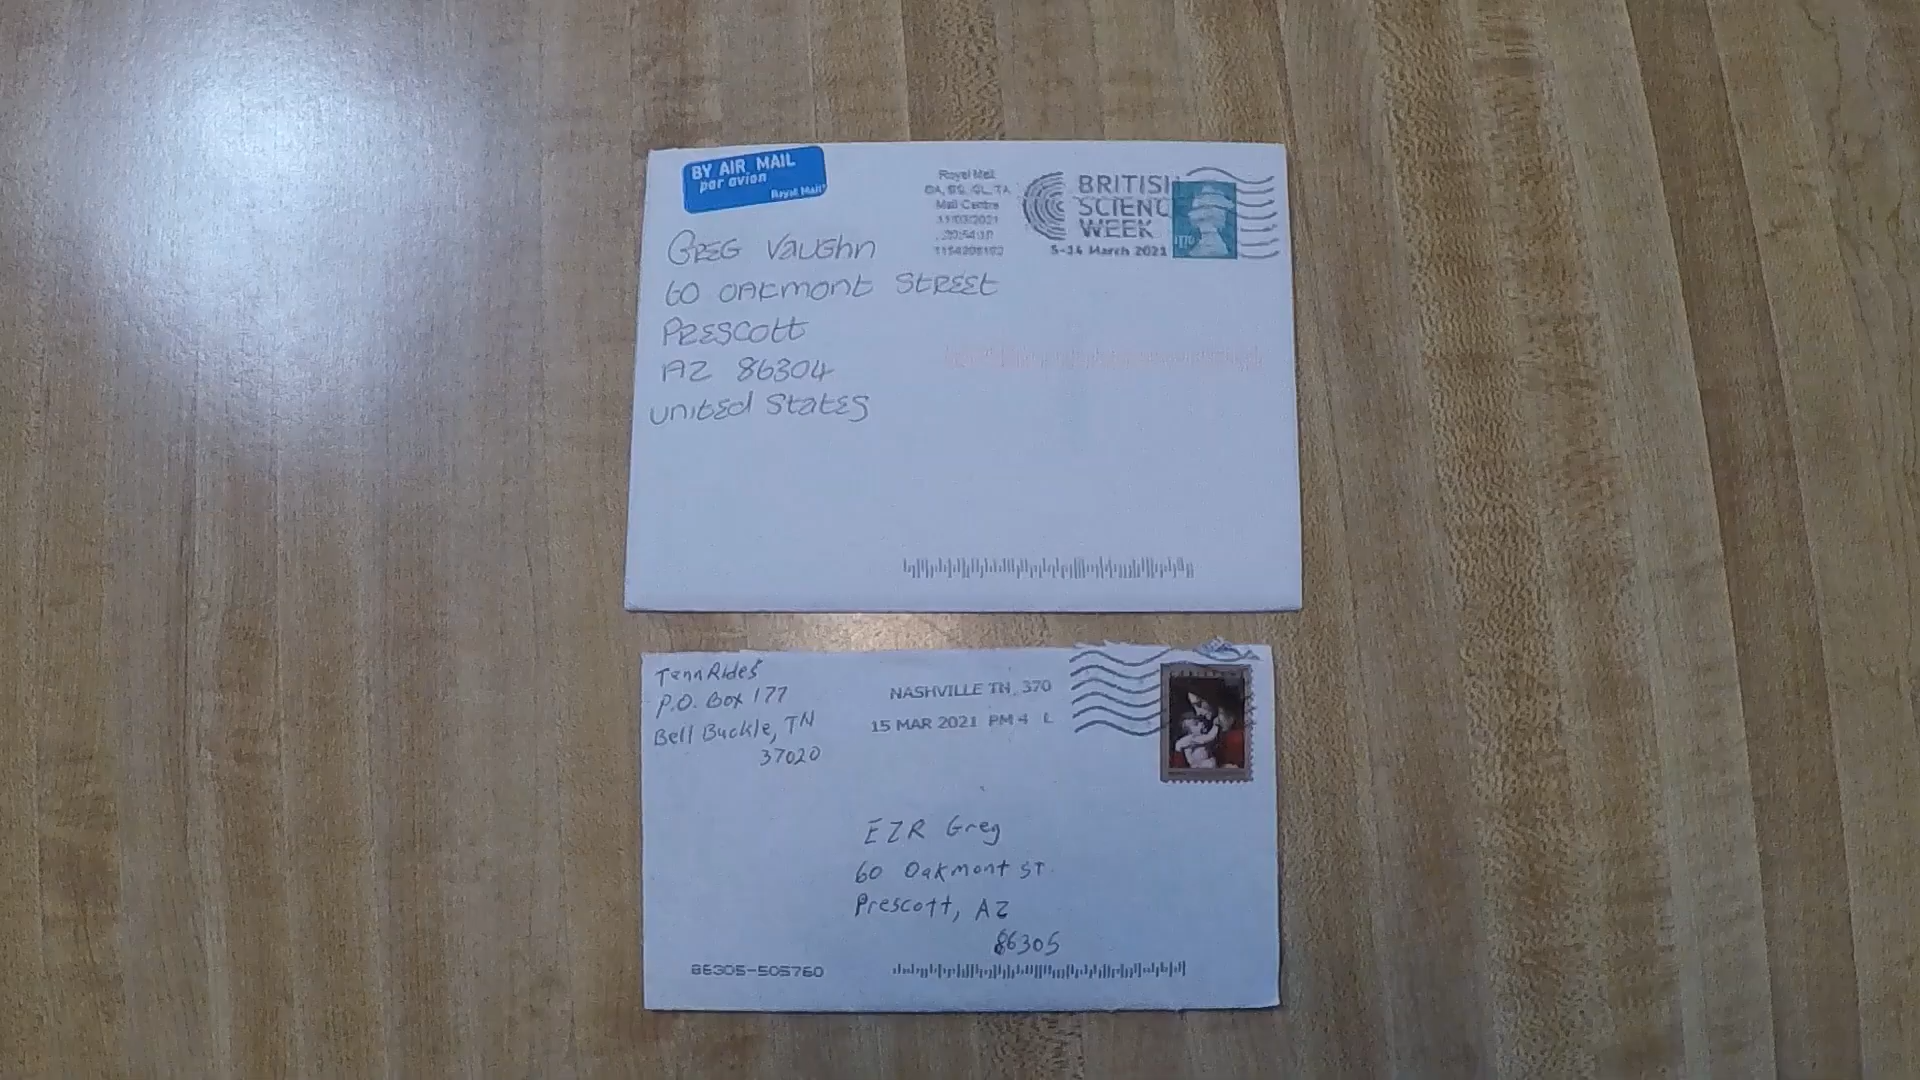 BY AIR MAIL
par avion
Royal Mail
Royal Mail
Mail Centre
11/03/2021
BRITISH
SCIENC
WEEK
5-14 March 2021
GREG VaUGHn
60 OAKmOnt StREEt
PRESCOtt
AZ 86304
UnitEd StatES
TennRides
P.O. Box 177
Bell Buckle, TN
37020
NASHVILLE TN 370
15 MAR 2021 PM 4 L
EZR Greg
60 Oakmont ST.
Prescott, AZ
86305
86305-505760